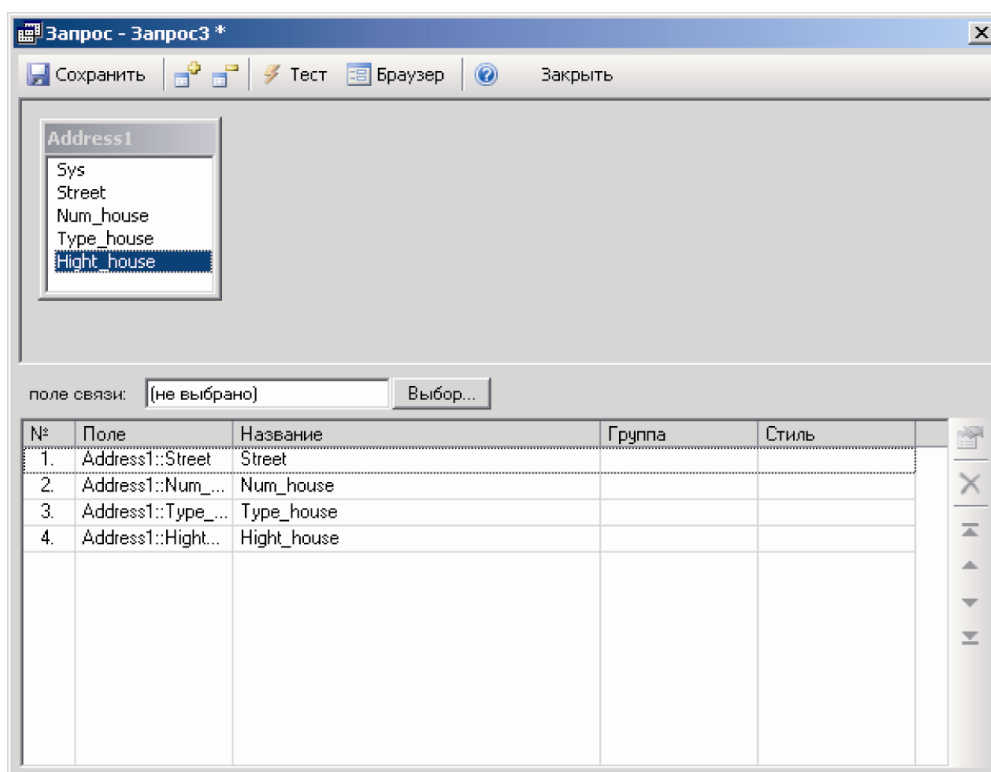 Запрос - Запрос3 *
Сохранить Тест Браузер Закрыть
Address1
Sys
Street
Num_house
Type_house
Hight_house
поле связи: (не выбрано) Выбор...
№ Поле Название Группа Стиль
1. Address1::Street Street
2. Address1::Num_... Num_house
3. Address1::Type_... Type_house
4. Address1::Hight... Hight_house